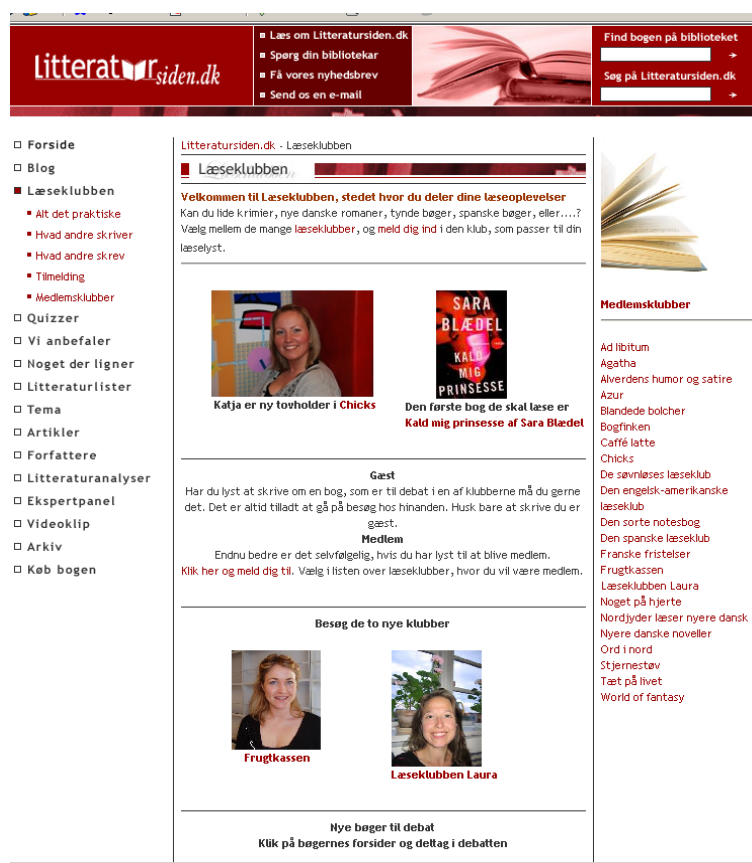 Litteratursiden.dk
Læs om Litteratursiden.dk
Spørg din bibliotekar
Få vores nyhedsbrev
Send os en e-mail
Find bogen på biblioteket
Søg på Litteratursiden.dk
Forside
Blog
Læseklubben
Alt det praktiske
Hvad andre skriver
Hvad andre skrev
Tilmelding
Medlemsklubber
Quizzer
Vi anbefaler
Noget der ligner
Litteraturlister
Tema
Artikler
Forfattere
Litteraturanalyser
Ekspertpanel
Videoklip
Arkiv
Køb bogen
Litteratursiden.dk - Læseklubben
Læseklubben
Velkommen til Læseklubben, stedet hvor du deler dine læseoplevelser
Kan du lide krimier, nye danske romaner, tynde bøger, spanske bøger, eller....?
Vælg mellem de mange læseklubber, og meld dig ind i den klub, som passer til din
læselyst.
SARA
BLÆDEL
KALD
MIG
PRINSESSE
Katja er ny tovholder i Chicks
Den første bog de skal læse er
Kald mig prinsesse af Sara Blædel
Gæst
Har du lyst at skrive om en bog, som er til debat i en af klubberne må du gerne
det. Det er altid tilladt at gå på besøg hos hinanden. Husk bare at skrive du er
gæst.
Medlem
Endnu bedre er det selvfølgelig, hvis du har lyst til at blive medlem.
Klik her og meld dig til. Vælg i listen over læseklubber, hvor du vil være medlem.
Besøg de to nye klubber
Frugtkassen
Læseklubben Laura
Nye bøger til debat
Klik på bøgernes forsider og deltag i debatten
Medlemsklubber
Ad libitum
Agatha
Alverdens humor og satire
Azur
Blandede bolcher
Bogfinken
Caffé latte
Chicks
De søvnløses læseklub
Den engelsk-amerikanske
læseklub
Den sorte notesbog
Den spanske læseklub
Franske fristelser
Frugtkassen
Læseklubben Laura
Noget på hjerte
Nordjyder læser nyere dansk
Nyere danske noveller
Ord i nord
Stjernestøv
Tæt på livet
World of fantasy